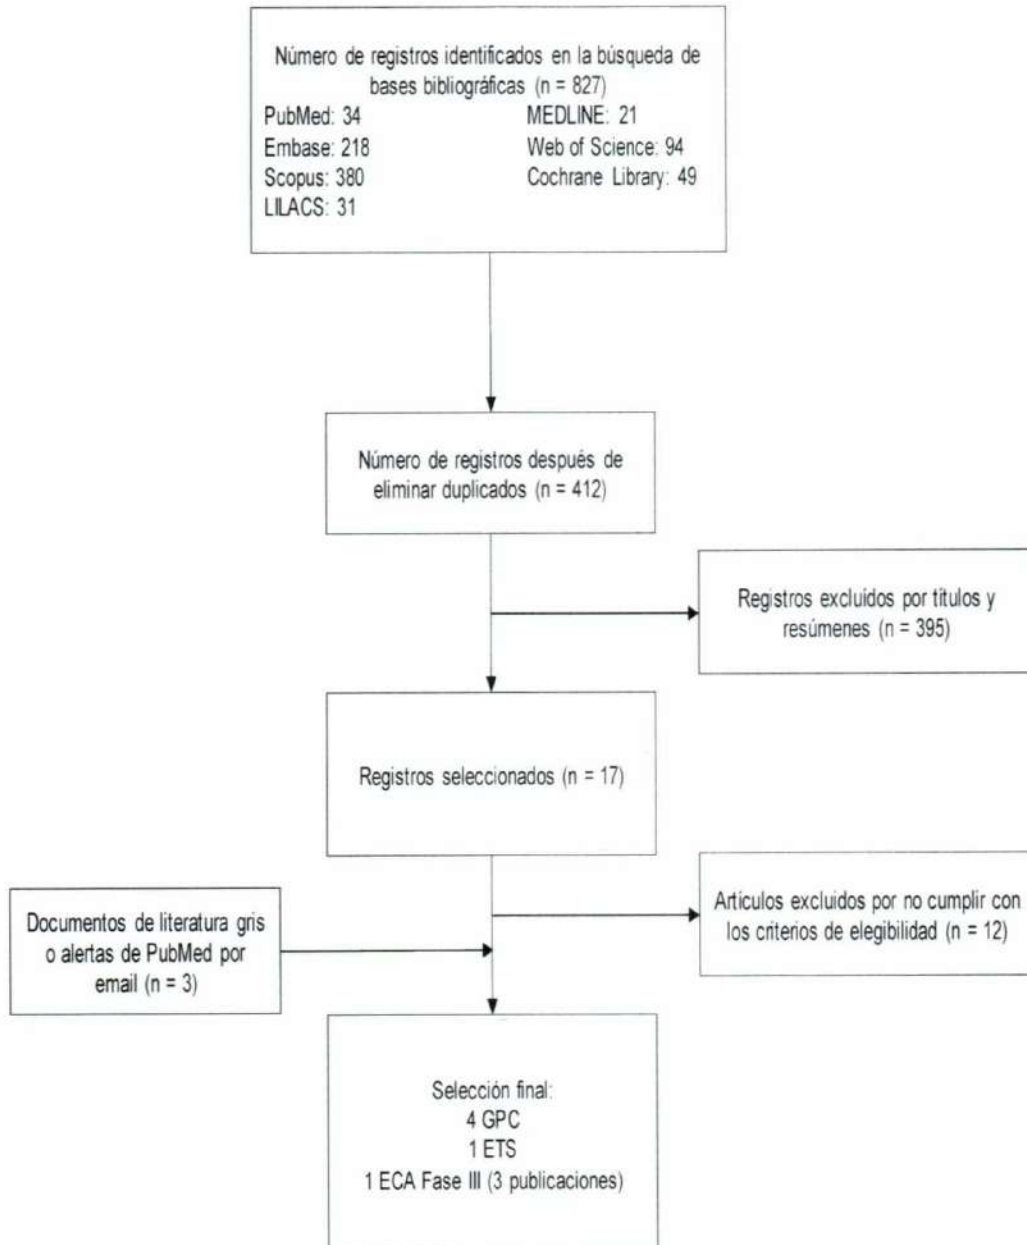 Número de registros identificados en la búsqueda de
bases bibliográficas (n = 827)
PubMed: 34
MEDLINE: 21
Embase: 218
Web of Science: 94
Scopus: 380
Cochrane Library: 49
LILACS: 31
Número de registros después de
eliminar duplicados (n = 412)
Registros excluidos por títulos y
resúmenes (n = 395)
Registros seleccionados (n = 17)
Documentos de literatura gris
o alertas de PubMed por
email (n = 3)
Artículos excluidos por no cumplir con
los criterios de elegibilidad (n = 12)
Selección final:
4 GPC
1 ETS
1 ECA Fase III (3 publicaciones)